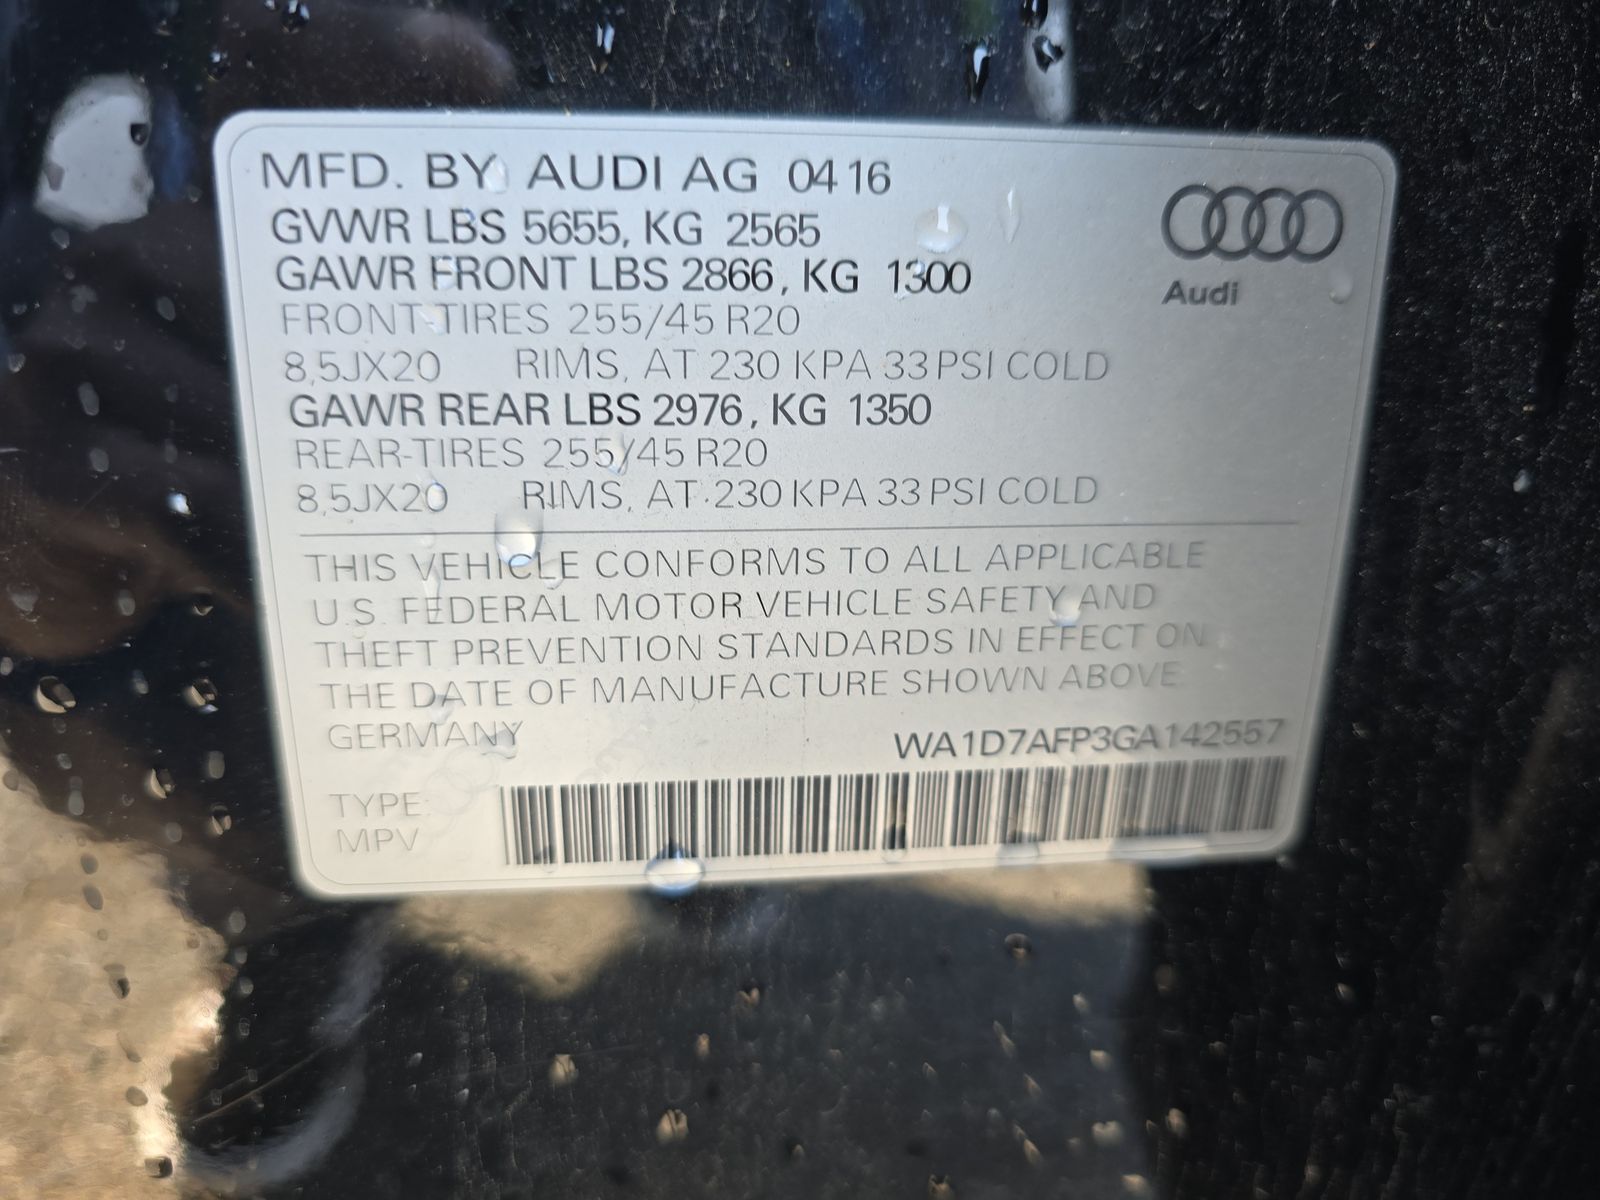 MFD. BY AUDI AG 04 16
GVWR LBS 5655, KG 2565
GAWR FRONT LBS 2866, KG 1300
Audi
FRONT-TIRES 255/45 R20
8,5JX20 RIMS, AT 230 KPA 33 PSI COLD
GAWR REAR LBS 2976, KG 1350
REAR-TIRES 255/45 R20
8,5JX20 RIMS, AT 230 KPA 33 PSI COLD
THIS VEHICLE CONFORMS TO ALL APPLICABLE
U.S. FEDERAL MOTOR VEHICLE SAFETY AND
THEFT PREVENTION STANDARDS IN EFFECT ON
THE DATE OF MANUFACTURE SHOWN ABOVE.
GERMANY
WA1D7AFP3GA142557
TYPE:
MPV